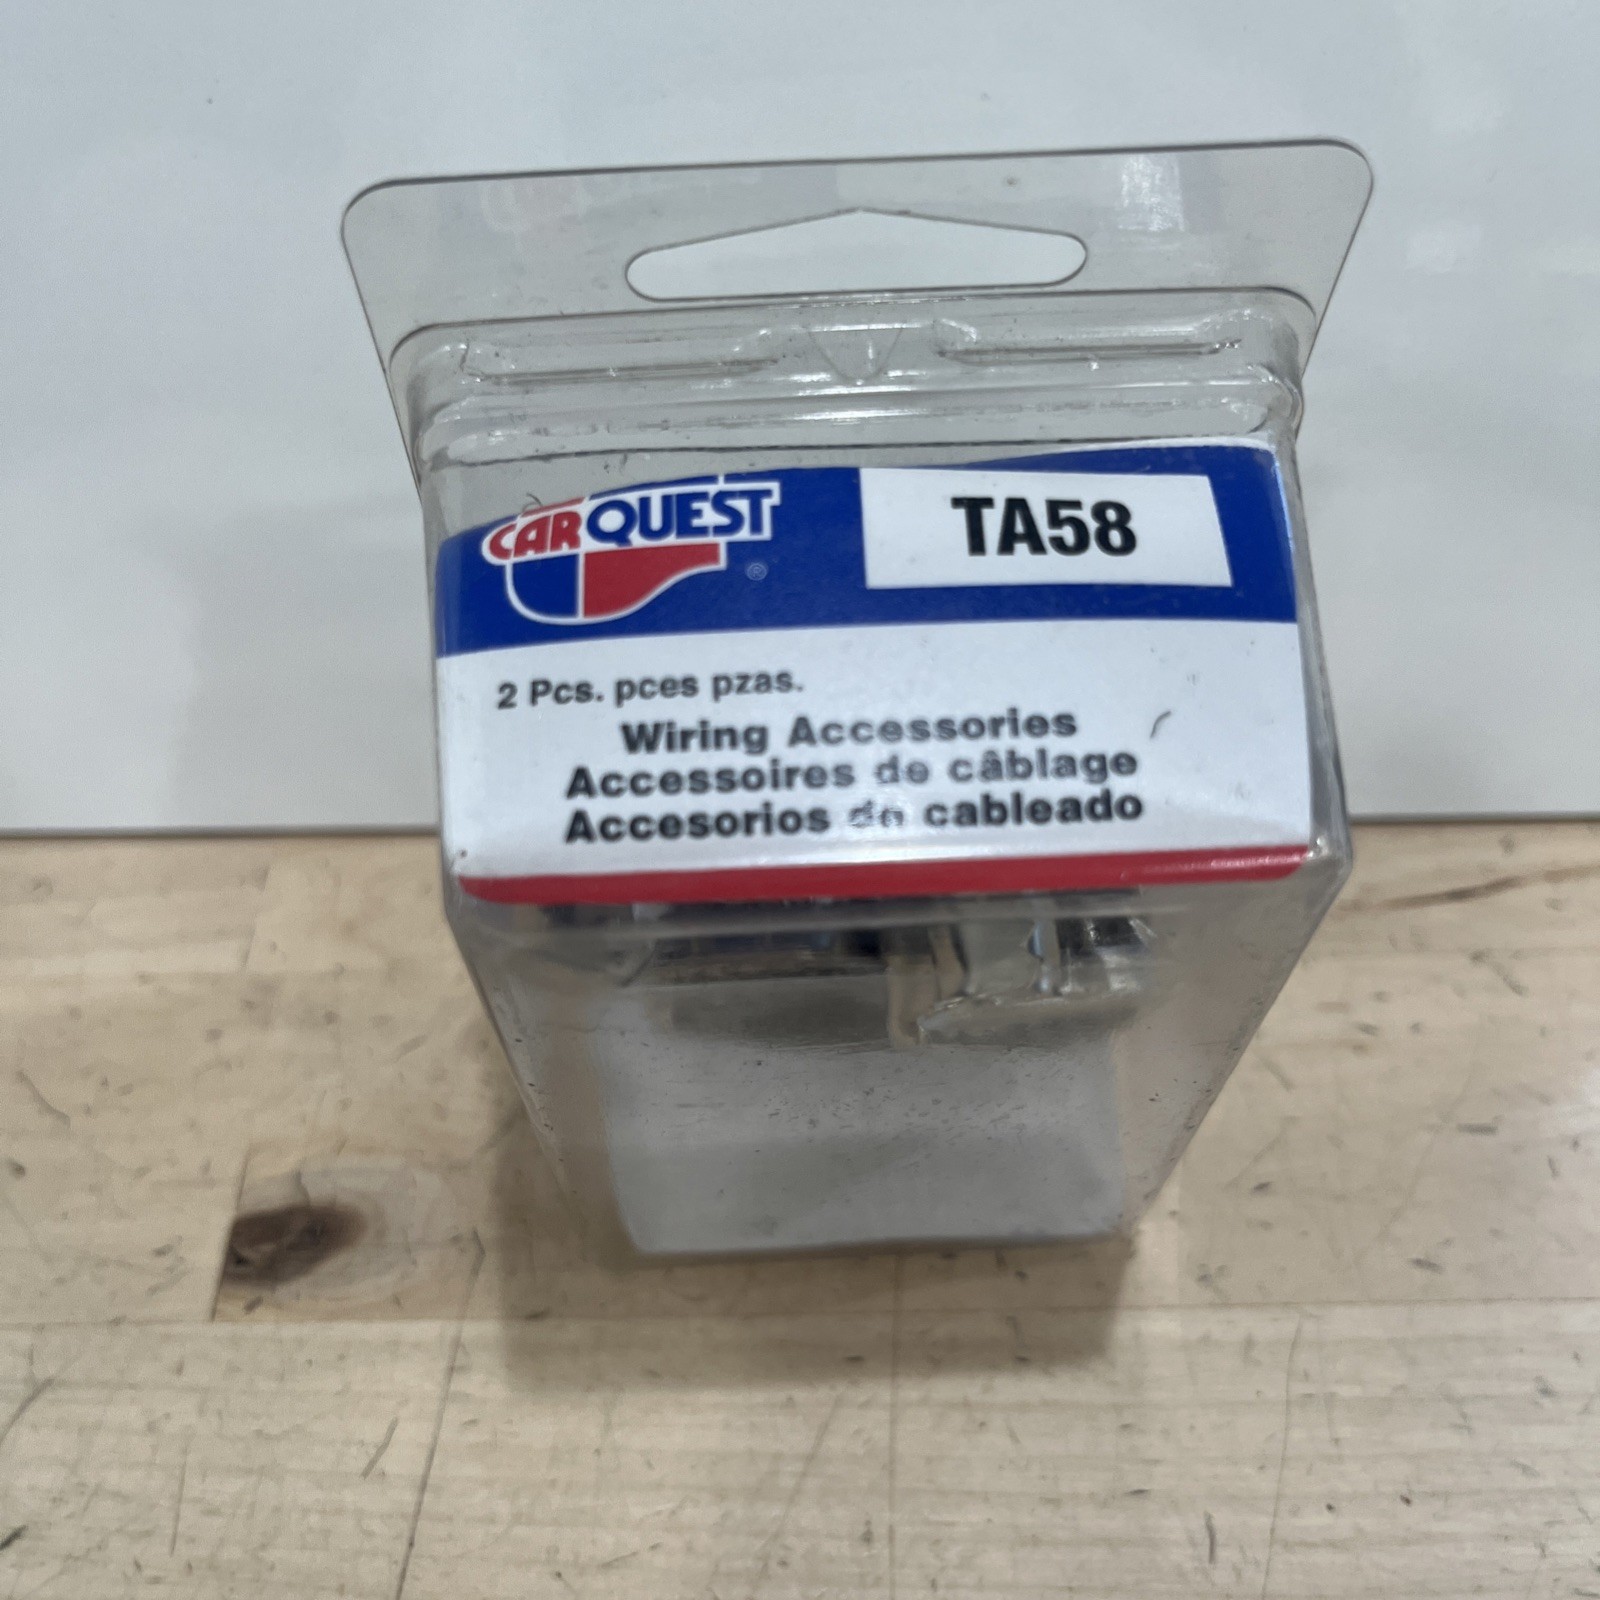 CARQUEST ®
TA58
2 Pcs. pces pzas.
Wiring Accessories
Accessoires de câblage
Accesorios de cableado